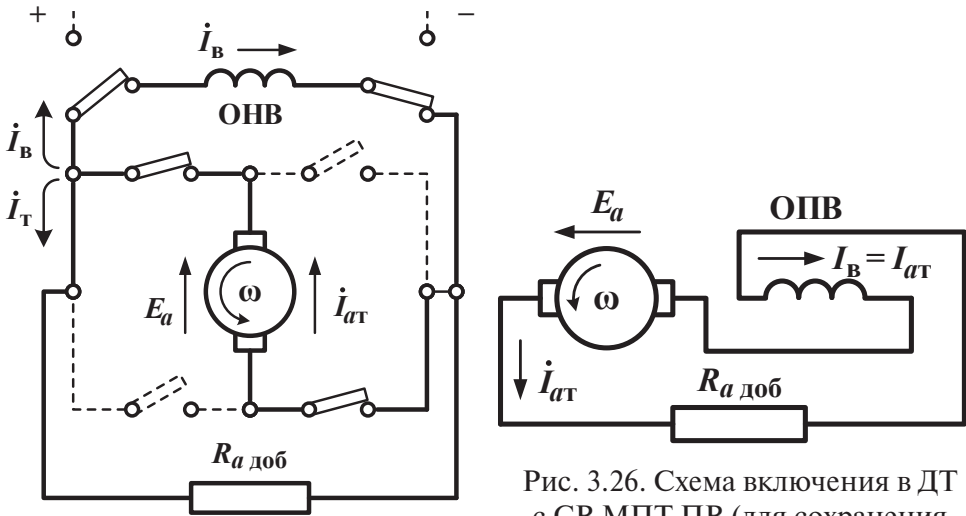 + −
İв
ОНВ
İв
İт
Eₐ ω İₐт
Rₐ доб
Eₐ ОПВ
Iв = Iₐт
ω
İₐт
Rₐ доб
Рис. 3.26. Схема включения в ДТ
с СВ МПТ ПВ (для сохранения